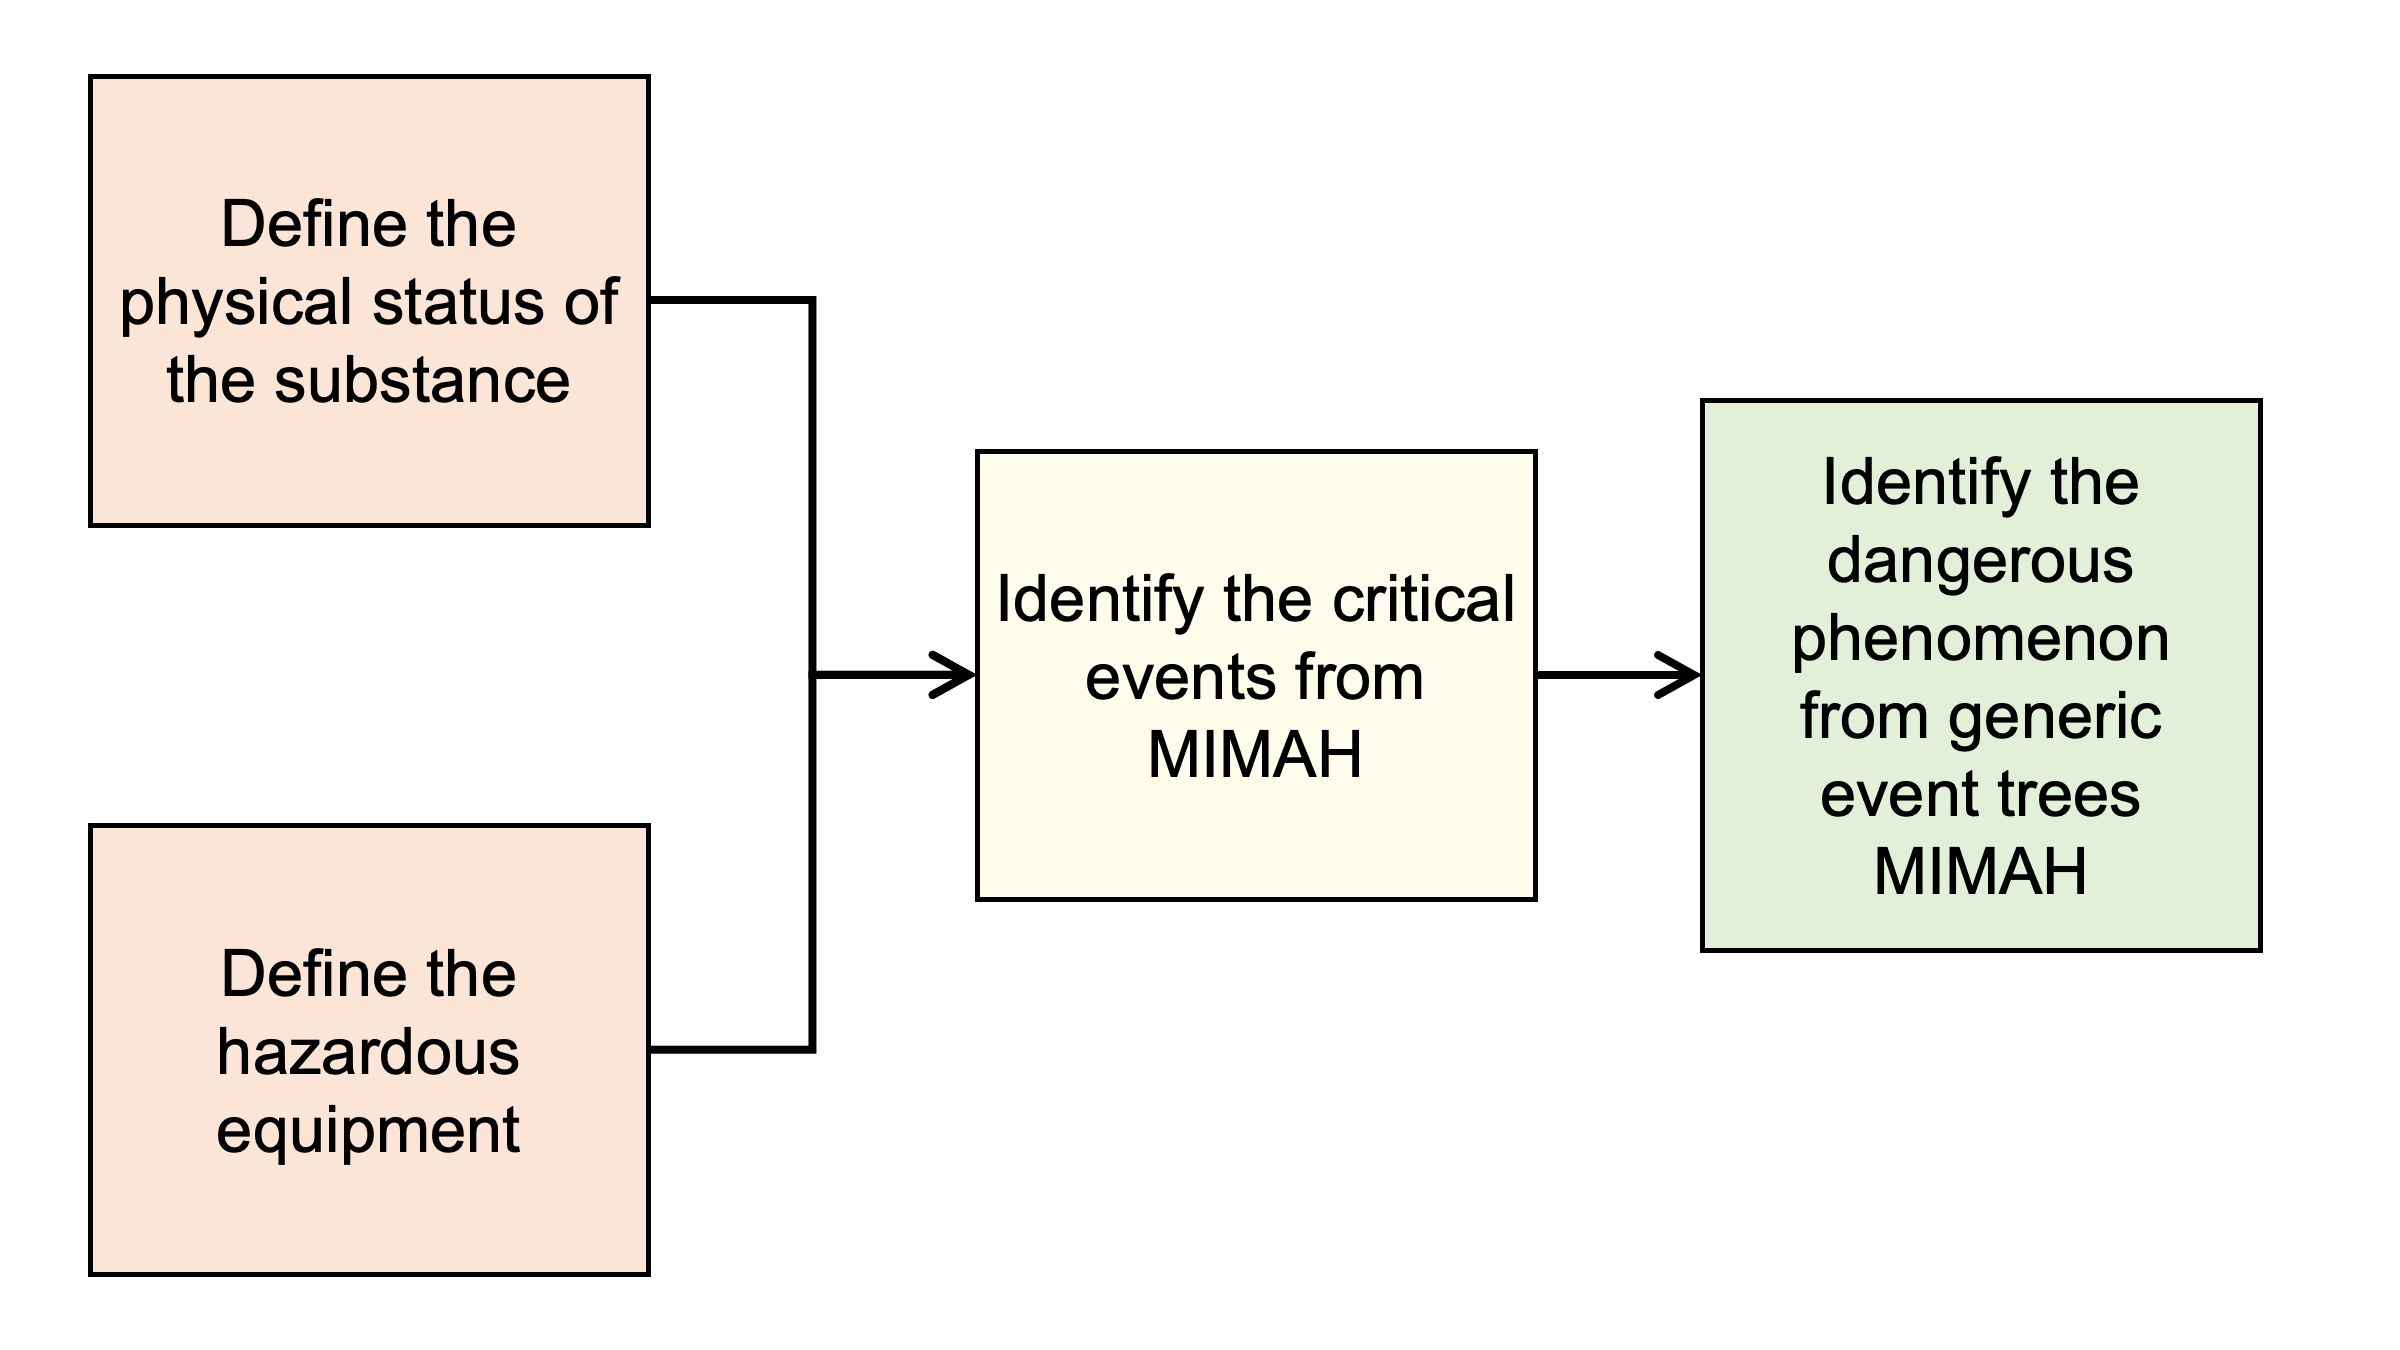 Define the
physical status of
the substance
Define the
hazardous
equipment
Identify the critical
events from
MIMAH
Identify the
dangerous
phenomenon
from generic
event trees
MIMAH